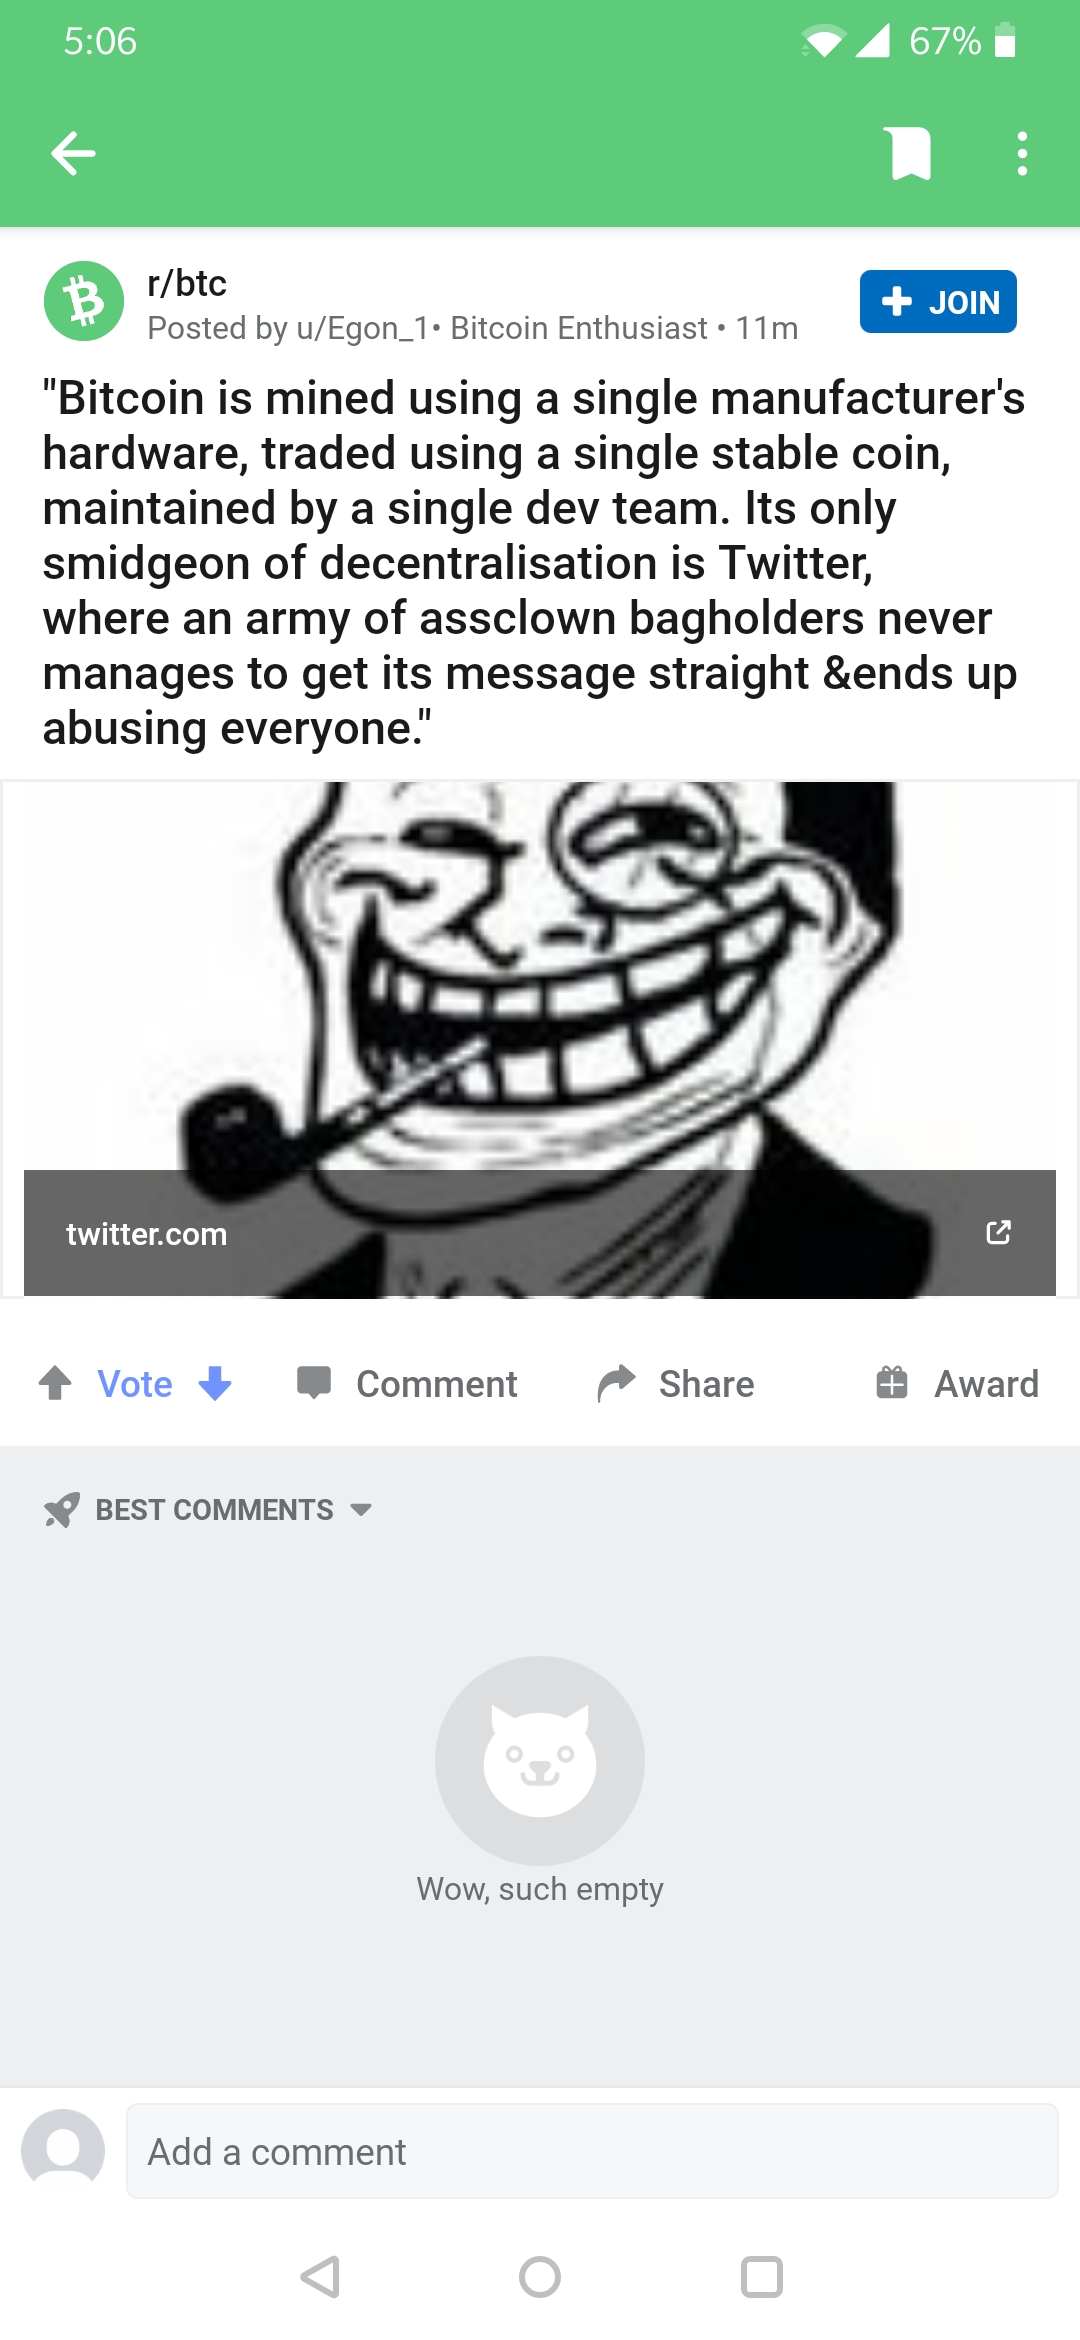 5:06
67%
r/btc
Posted by u/Egon_1• Bitcoin Enthusiast • 11m
+ JOIN
"Bitcoin is mined using a single manufacturer's
hardware, traded using a single stable coin,
maintained by a single dev team. Its only
smidgeon of decentralisation is Twitter,
where an army of assclown bagholders never
manages to get its message straight &ends up
abusing everyone."
twitter.com
Vote Comment Share Award
BEST COMMENTS
Wow, such empty
Add a comment